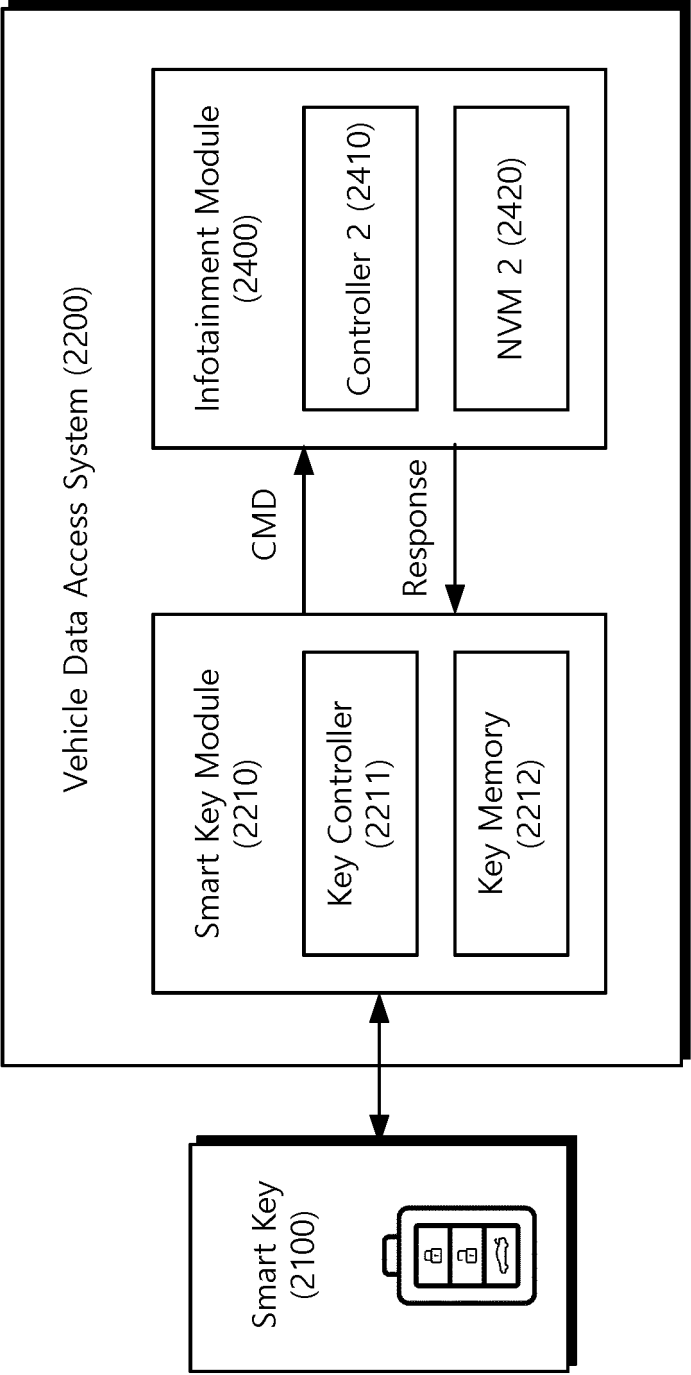 Vehicle Data Access System (2200)
Smart Key
(2100)
Smart Key Module
(2210)
Key Controller
(2211)
Key Memory
(2212)
CMD
Response
Infotainment Module
(2400)
Controller 2 (2410)
NVM 2 (2420)